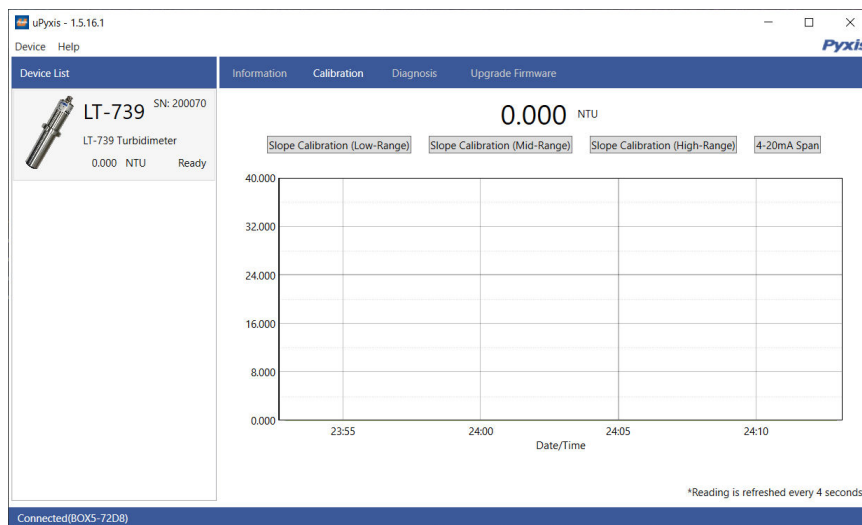 uPyxis - 1.5.16.1
Device Help
Pyxis
Device List
Information Calibration Diagnosis Upgrade Firmware
LT-739 SN: 200070
LT-739 Turbidimeter
0.000 NTU Ready
0.000 NTU
Slope Calibration (Low-Range) Slope Calibration (Mid-Range) Slope Calibration (High-Range) 4-20mA Span
40.000
32.000
24.000
16.000
8.000
0.000
23:55 24:00 24:05 24:10
Date/Time
*Reading is refreshed every 4 seconds
Connected(BOX5-72D8)